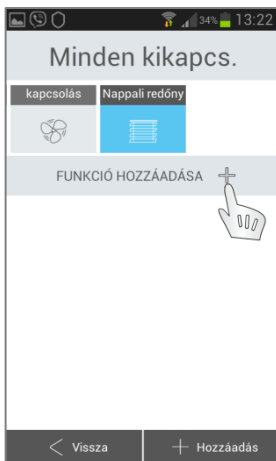 34% 13:22
Minden kikapcs.
kapcsolás Nappali redőny
FUNKCIÓ HOZZÁADÁSA
Vissza Hozzáadás